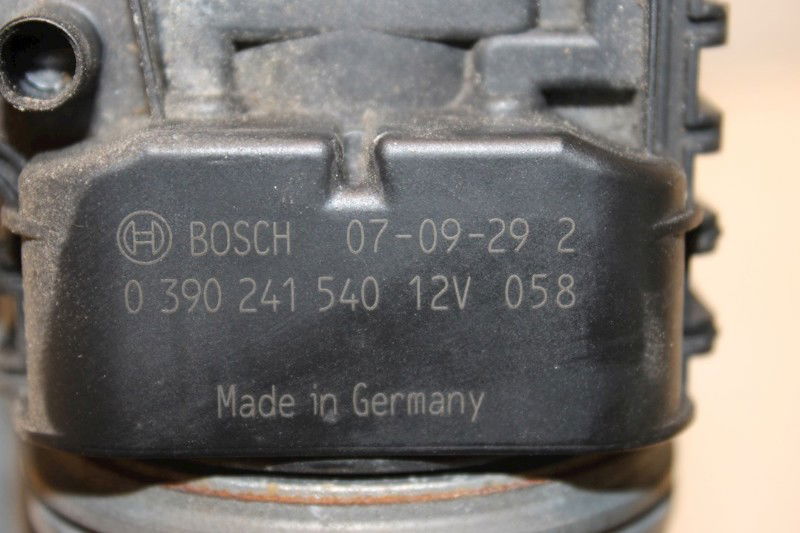 BOSCH 07-09-29 2
0 390 241 540 12V 058
Made in Germany